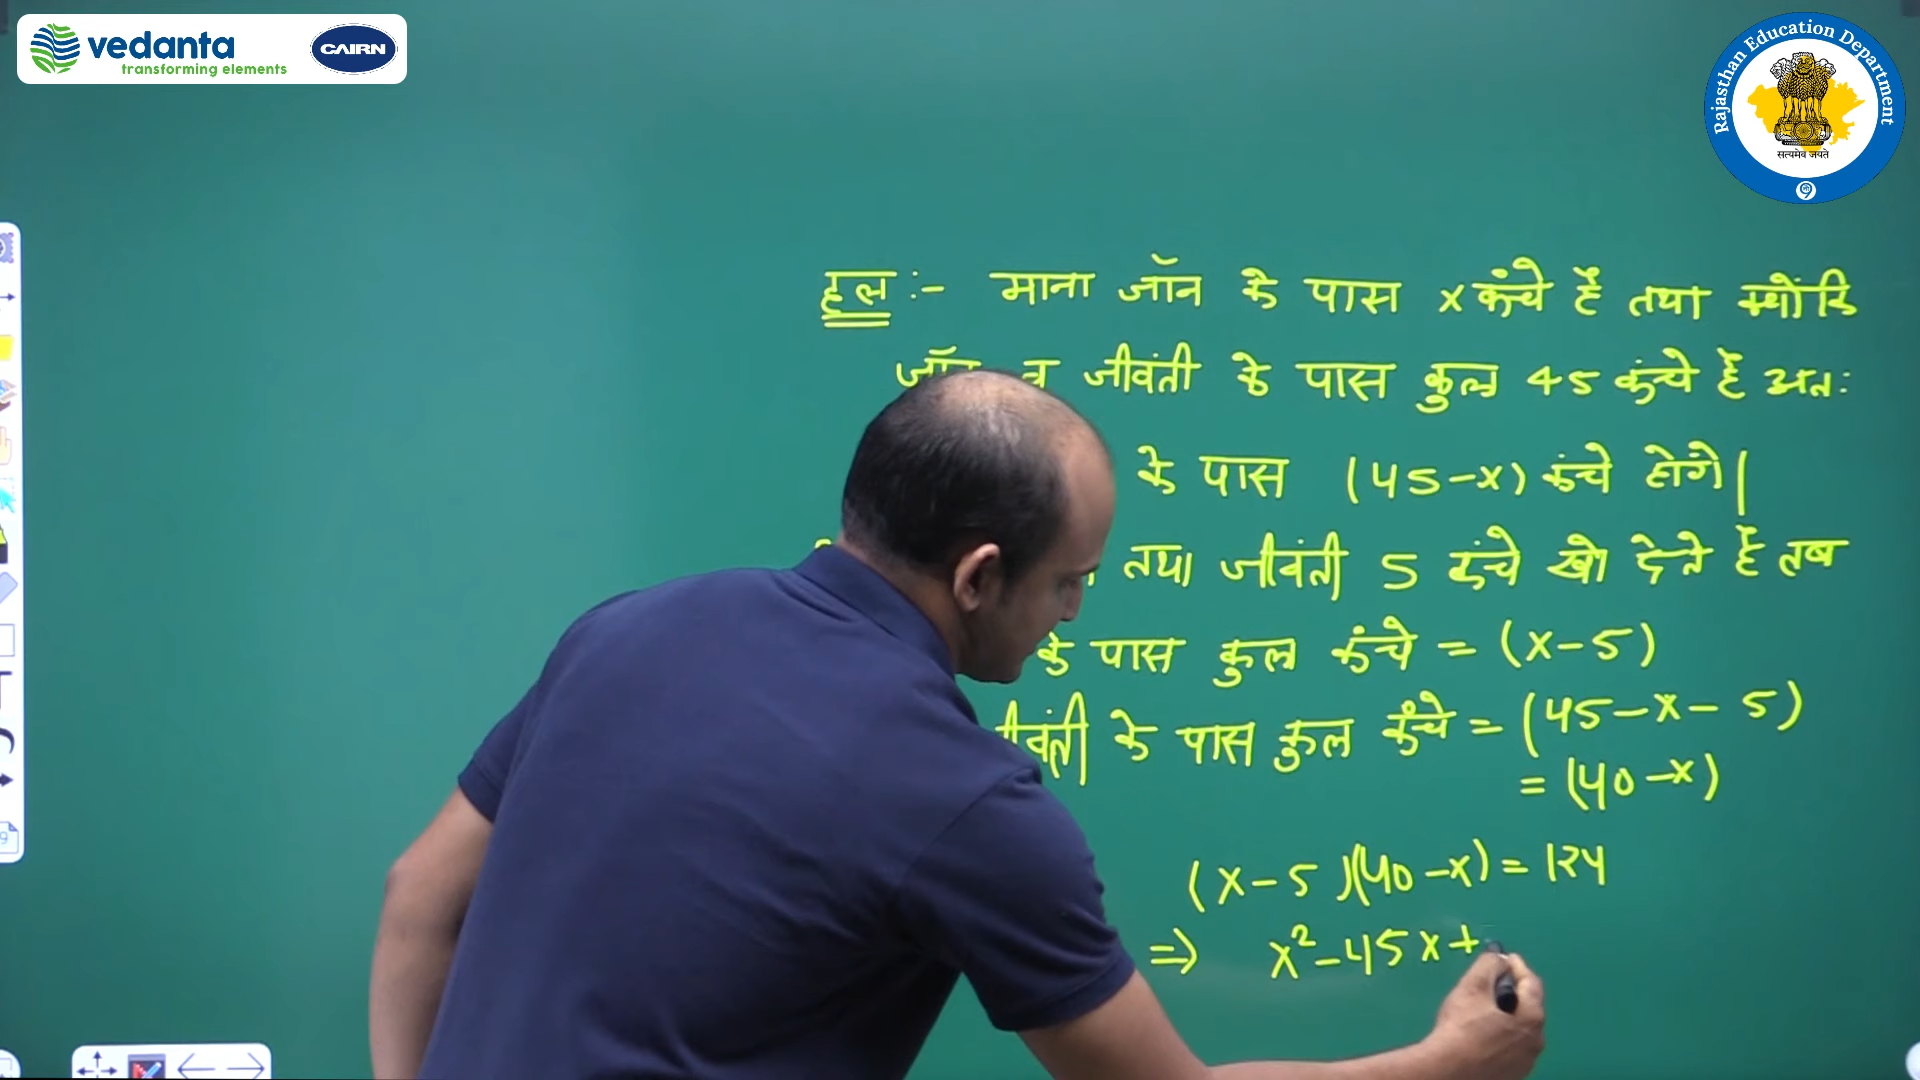 vedanta
transforming elements
CAIRN
Rajasthan Education Department
सत्यमेव जयते
हल :- माना जॉन के पास x कंचे हैं तथा
व जीवंती के पास कुल 45 कंचे हैं अतः
के पास (45-x) कंचे होंगे |
तथा जीवंती 5 कंचे खो देते हैं तब
के पास कुल कंचे = (x-5)
के पास कुल कंचे = (45-x-5)
= (40-x)
(x-5)(40-x) = 124
⇒ x²-45x+